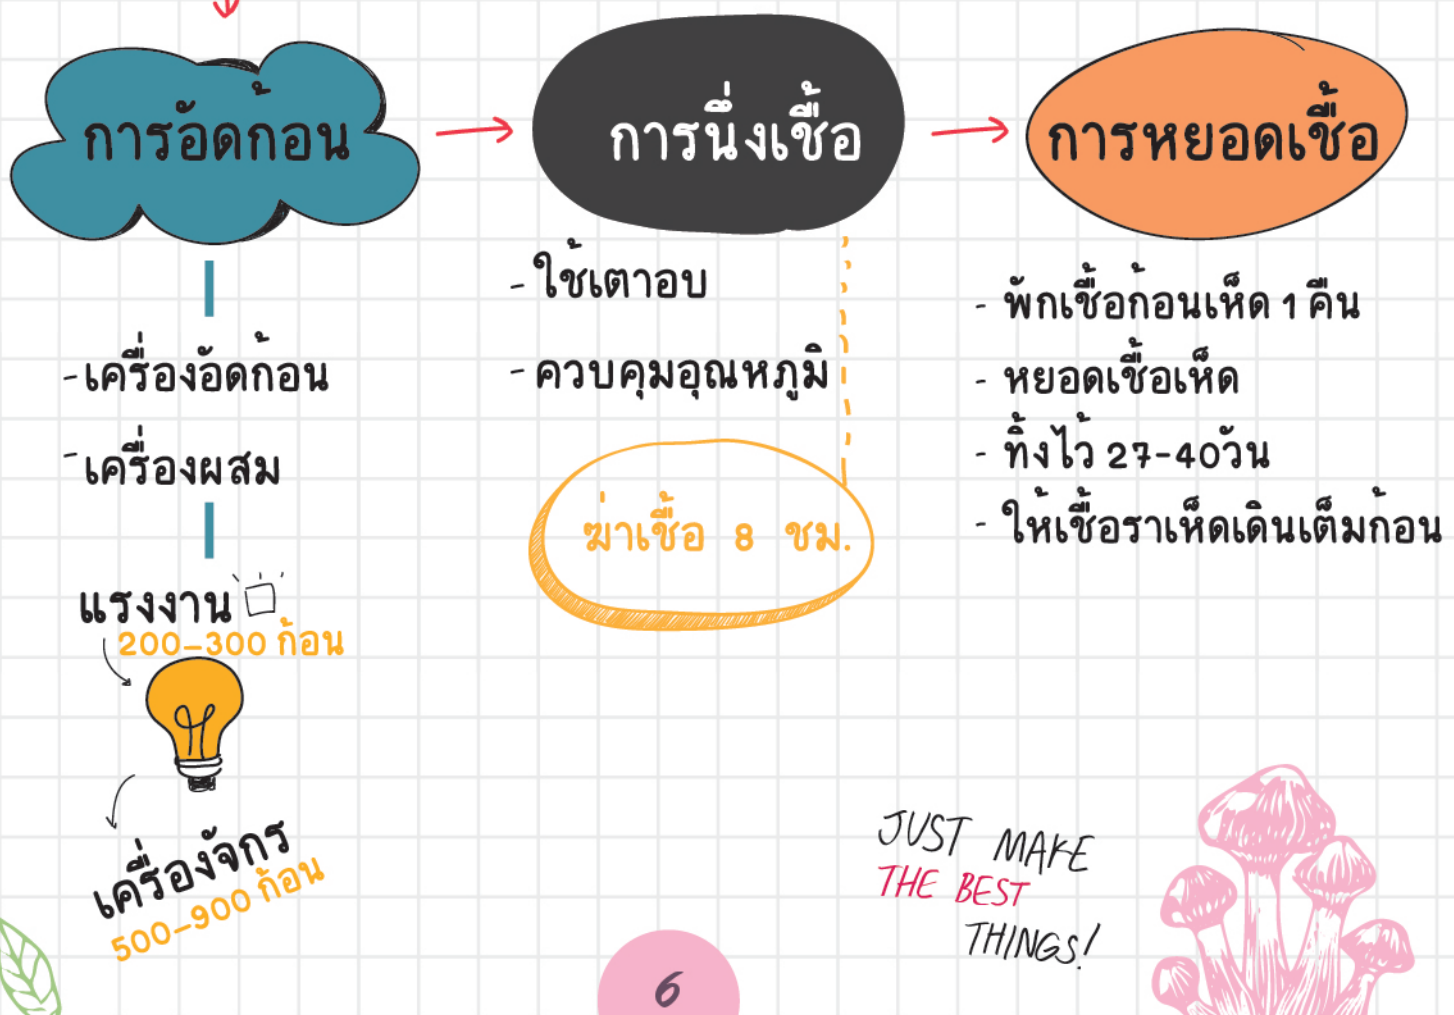 การอัดก้อน
การนึ่งเชื้อ
การหยอดเชื้อ
-เครื่องอัดก้อน
-เครื่องผสม
แรงงาน
200-300 ก้อน
เครื่องจักร
500-900 ก้อน
- ใช้เตาอบ
- ควบคุมอุณหภูมิ
ฆ่าเชื้อ 8 ชม.
- พักเชื้อก้อนเห็ด 1 คืน
- หยอดเชื้อเห็ด
- ทิ้งไว้ 27-40วัน
- ให้เชื้อราเห็ดเดินเต็มก้อน
JUST MAKE
THE BEST
THINGS!
6